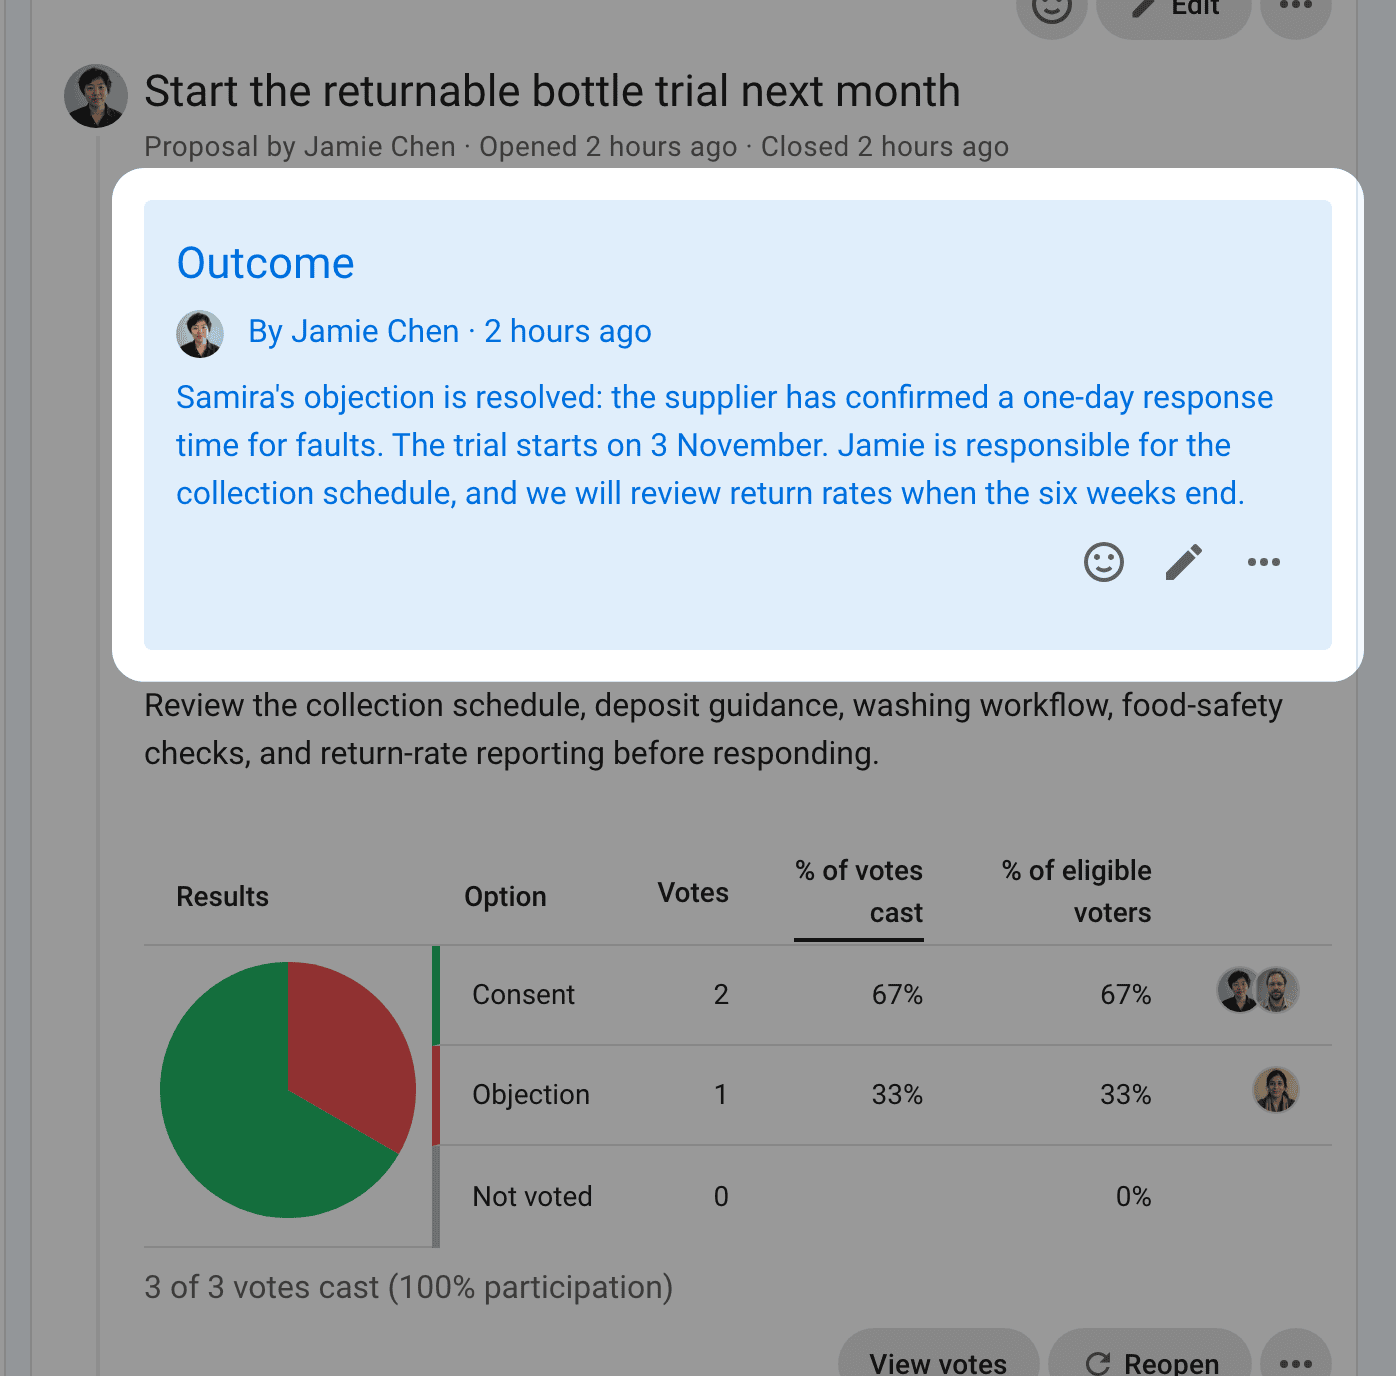 Edit
Start the returnable bottle trial next month
Proposal by Jamie Chen · Opened 2 hours ago · Closed 2 hours ago
Outcome
By Jamie Chen · 2 hours ago
Samira's objection is resolved: the supplier has confirmed a one-day response
time for faults. The trial starts on 3 November. Jamie is responsible for the
collection schedule, and we will review return rates when the six weeks end.
Review the collection schedule, deposit guidance, washing workflow, food-safety
checks, and return-rate reporting before responding.
Results Option Votes % of votes cast % of eligible voters
Consent 2 67% 67%
Objection 1 33% 33%
Not voted 0 0%
3 of 3 votes cast (100% participation)
View votes Reopen